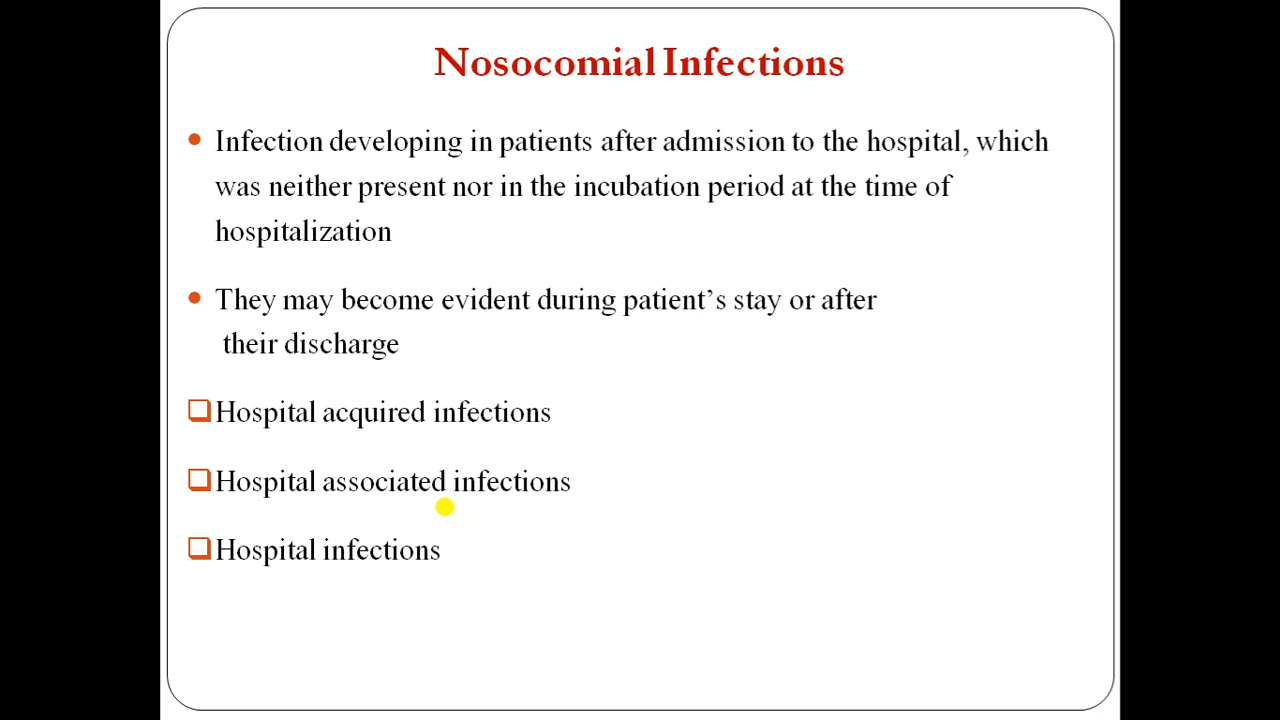 Nosocomial Infections
Infection developing in patients after admission to the hospital, which
was neither present nor in the incubation period at the time of
hospitalization
They may become evident during patient’s stay or after
their discharge
Hospital acquired infections
Hospital associated infections
Hospital infections